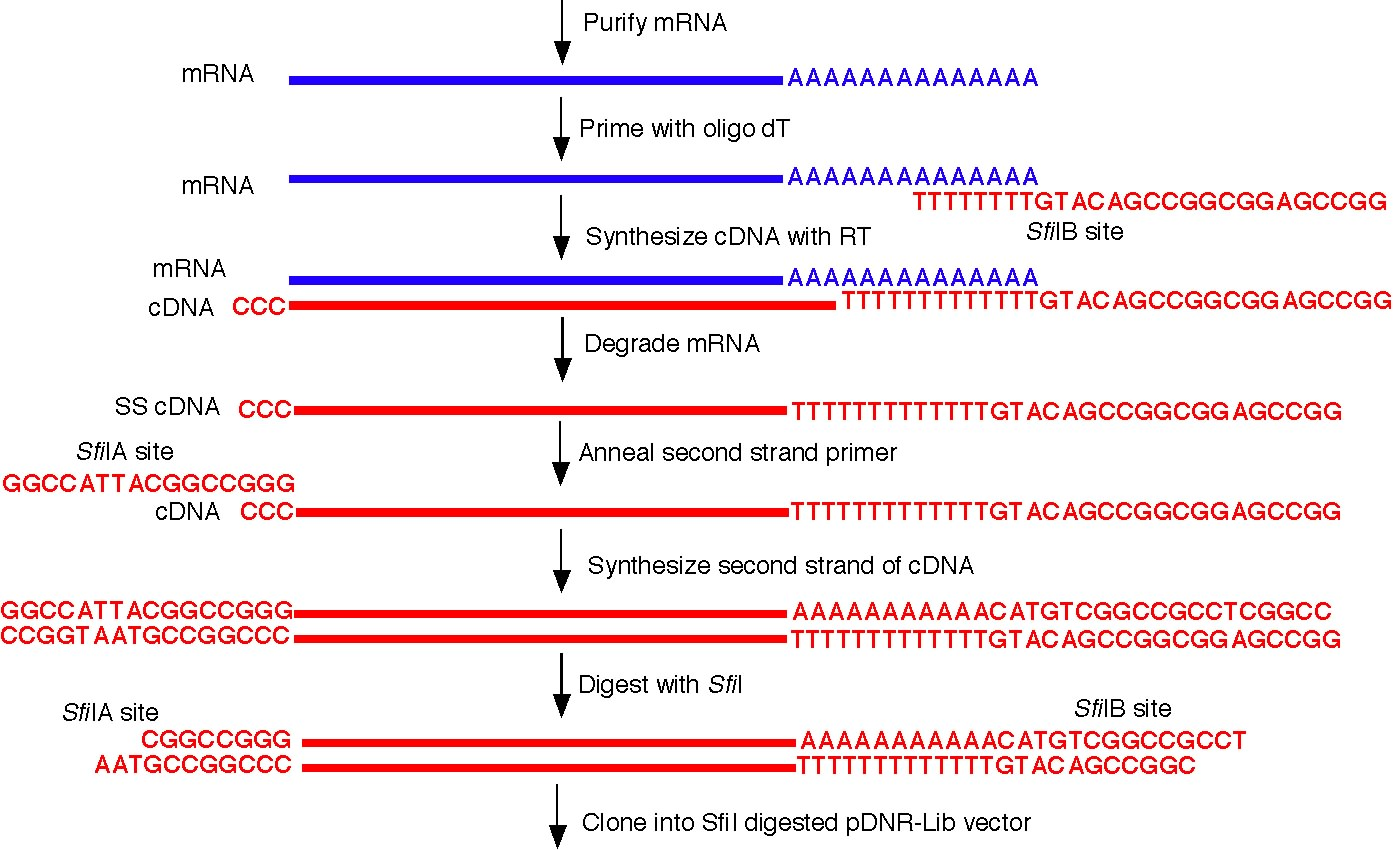 Purify mRNA
mRNA AAAAAAAAAAAAAA
Prime with oligo dT
mRNA AAAAAAAAAAAAAA
TTTTTTTTGTACAGCCGGCGGAGCCGG
SfiIB site
Synthesize cDNA with RT
mRNA AAAAAAAAAAAAAA
cDNA CCC TTTTTTTTTTTTTGTACAGCCGGCGGAGCCGG
Degrade mRNA
SS cDNA CCC TTTTTTTTTTTTTGTACAGCCGGCGGAGCCGG
SfiIA site
Anneal second strand primer
GGCCATTACGGCCGGG
cDNA CCC TTTTTTTTTTTTTGTACAGCCGGCGGAGCCGG
Synthesize second strand of cDNA
GGCCATTACGGCCGGG AAAAAAAAAAACATGTCGGCCGCCTCGGCC
CCGGTAATGCCGGCCC TTTTTTTTTTTTTGTACAGCCGGCGGAGCCGG
Digest with SfiI
SfiIA site SfiIB site
CGGCCGGG AAAAAAAAAAACATGTCGGCCGCCT
AATGCCGGCCC TTTTTTTTTTTTTGTACAGCCGGC
Clone into SfiI digested pDNR-Lib vector